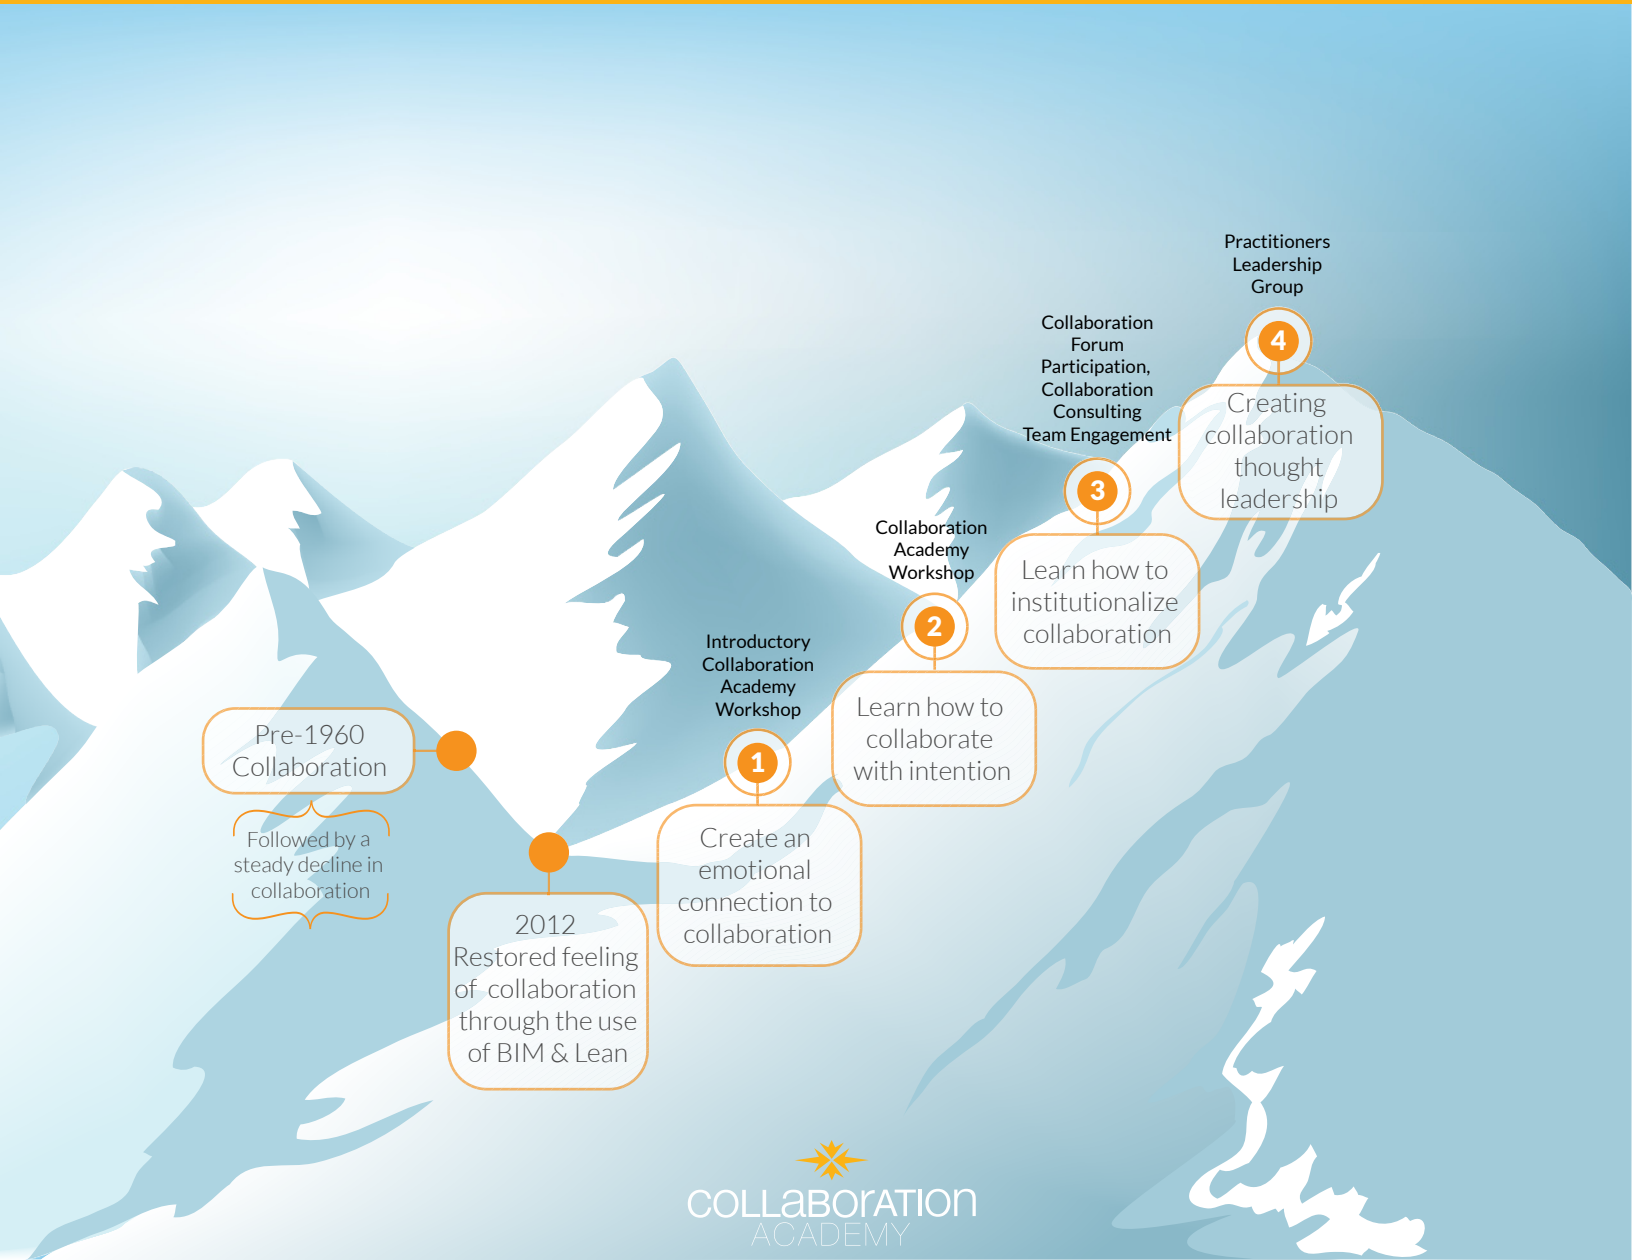 Practitioners
Leadership
Group
4
Creating
collaboration
thought
leadership
Collaboration
Forum
Participation,
Collaboration
Consulting
Team Engagement
3
Learn how to
institutionalize
collaboration
Collaboration
Academy
Workshop
2
Learn how to
collaborate
with intention
Introductory
Collaboration
Academy
Workshop
1
Create an
emotional
connection to
collaboration
Pre-1960
Collaboration
Followed by a
steady decline in
collaboration
2012
Restored feeling
of collaboration
through the use
of BIM & Lean
COLLABORATION
ACADEMY